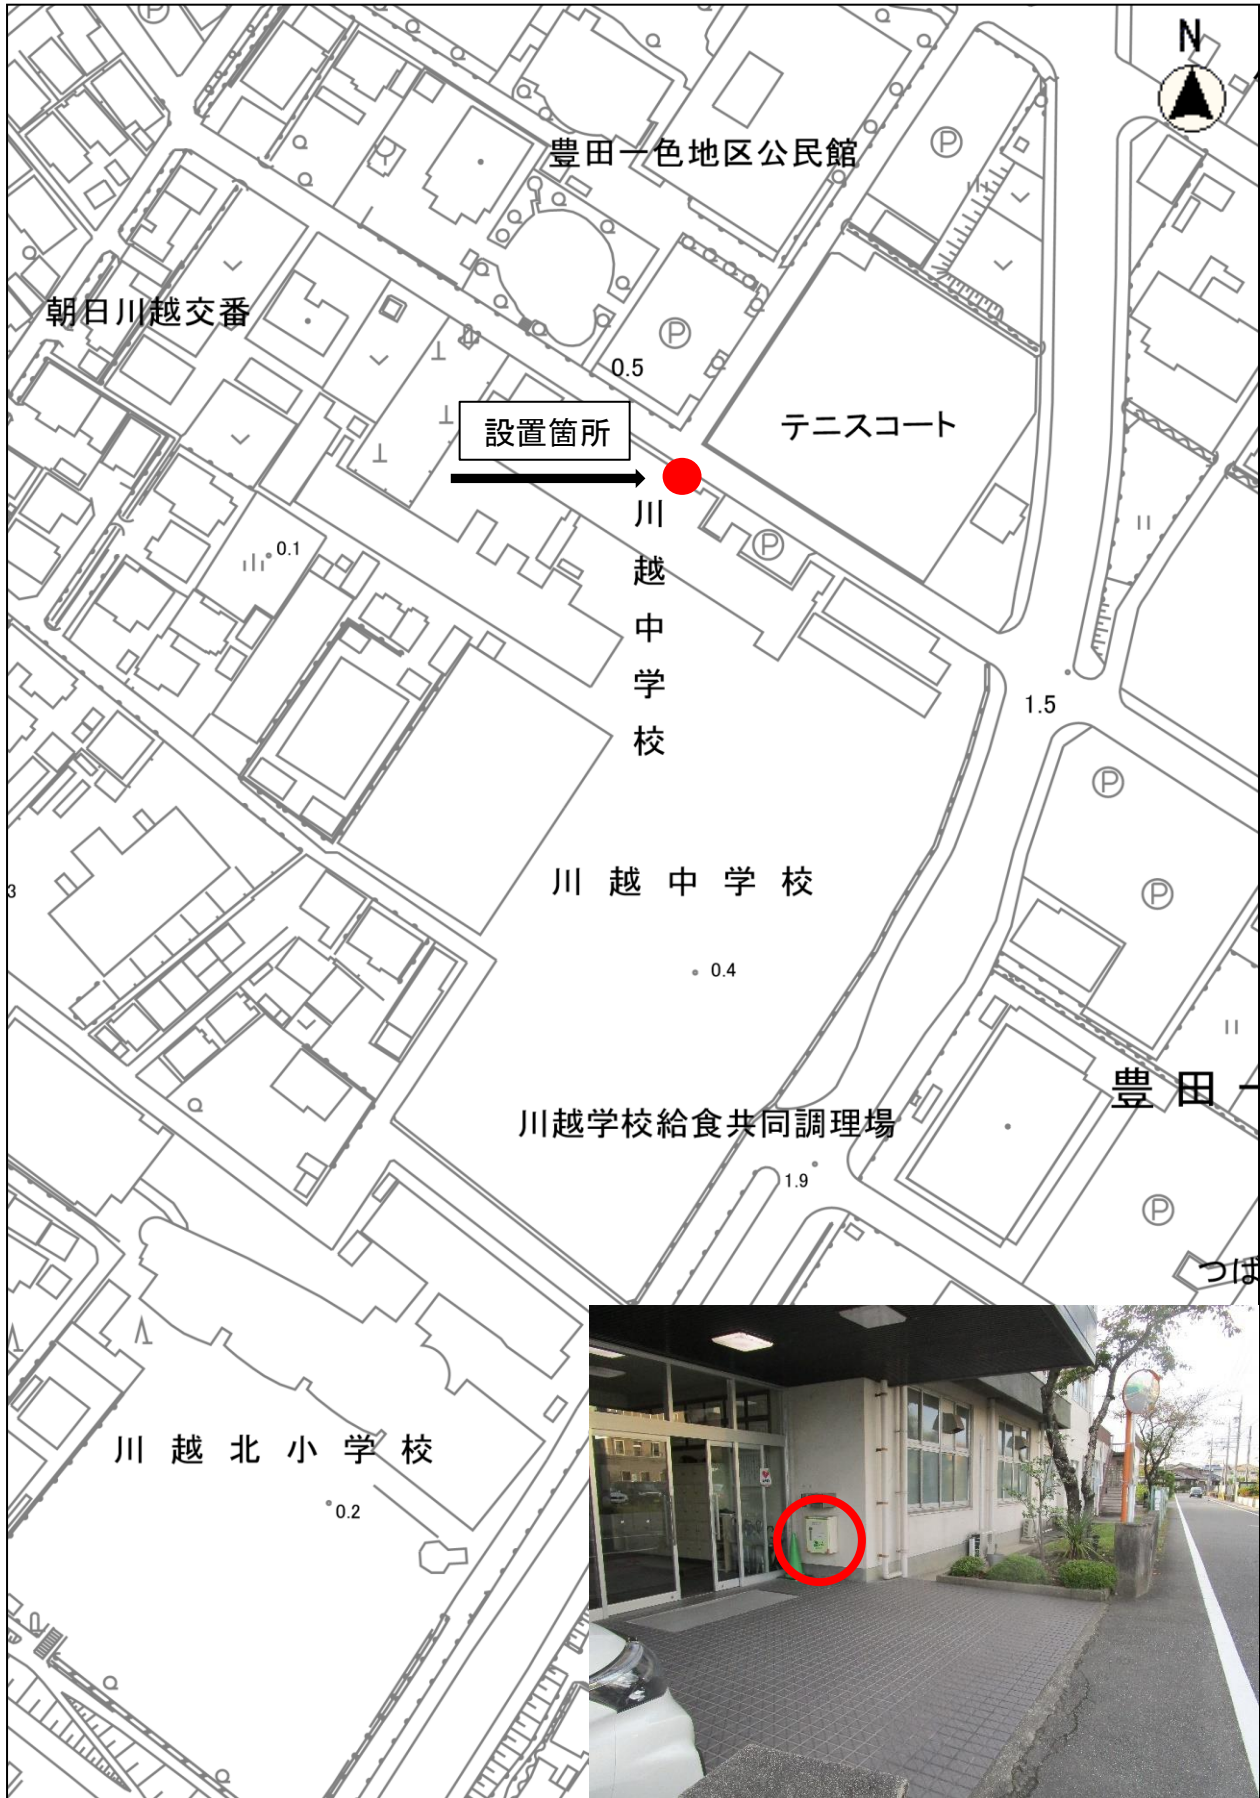 N
豊田一色地区公民館
Ⓟ
朝日川越交番
Ⓟ
0.5
設置箇所
テニスコート
川越中学校
Ⓟ
0.1
1.5
Ⓟ
川越中学校
Ⓟ
3
0.4
豊田一
川越学校給食共同調理場
1.9
Ⓟ
つば
川越北小学校
0.2